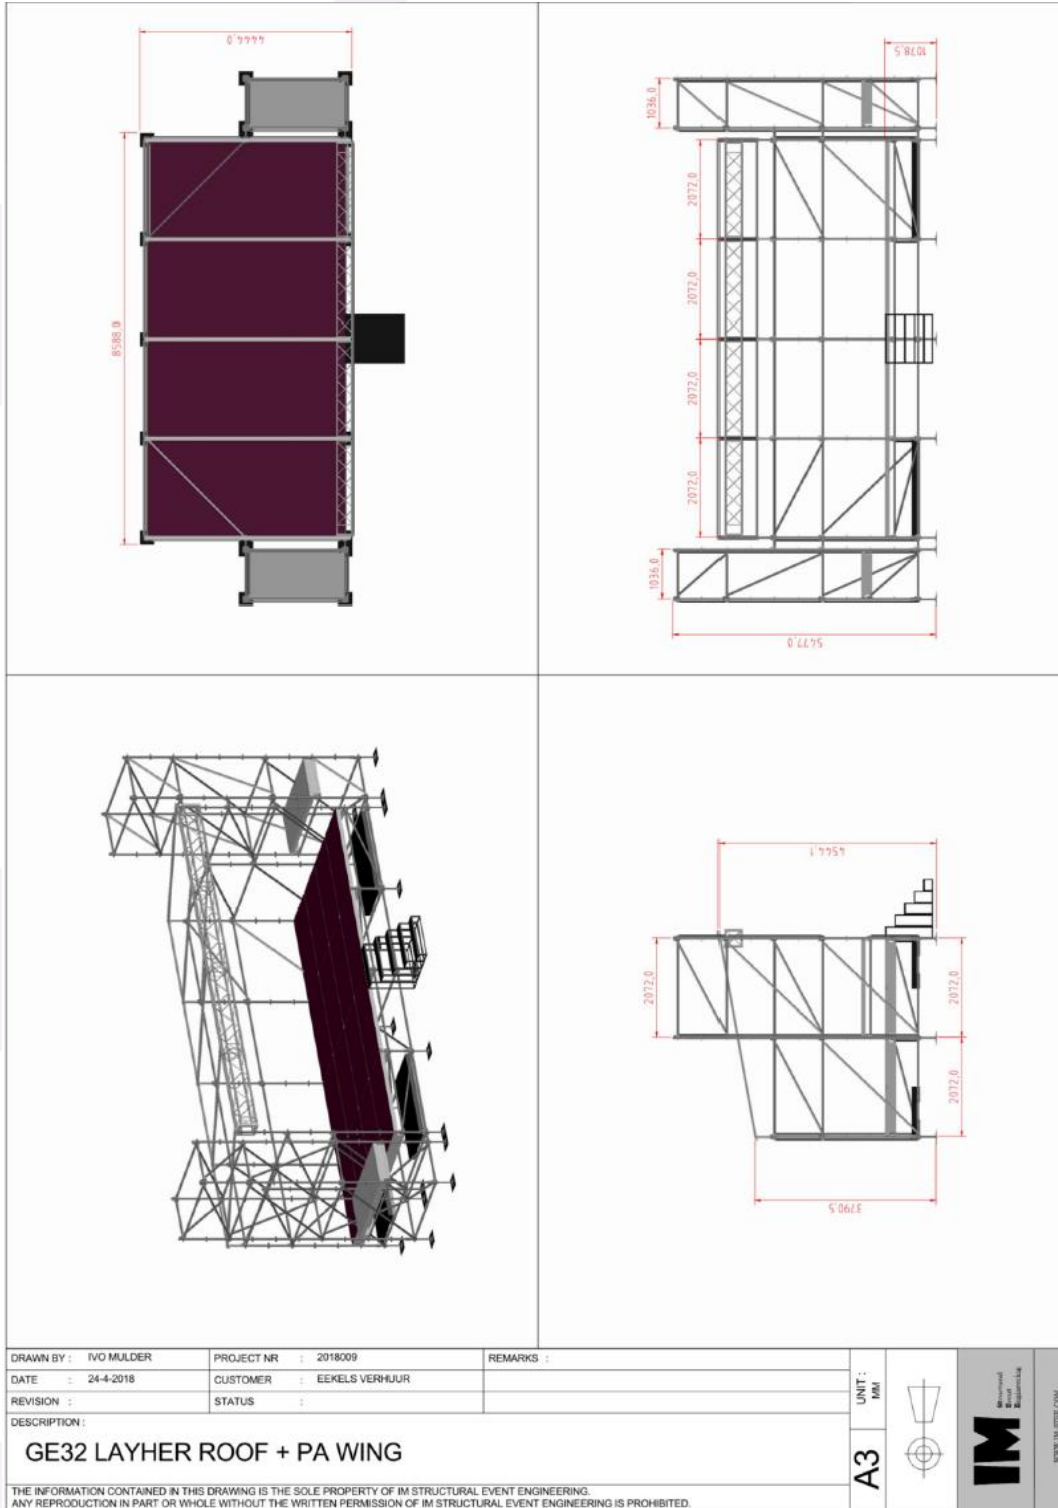 4444.0
8588.0
1078.5
1036.0
2072,0
2072,0
2072,0
2072,0
1036.0
5477.0
4544.1
2072,0
2072,0
2072,0
3790.5
DRAWN BY : IVO MULDER
PROJECT NR : 2018009
REMARKS :
DATE : 24-4-2018
CUSTOMER : EEKELS VERHUUR
REVISION :
STATUS :
DESCRIPTION :
GE32 LAYHER ROOF + PA WING
THE INFORMATION CONTAINED IN THIS DRAWING IS THE SOLE PROPERTY OF IM STRUCTURAL EVENT ENGINEERING.
ANY REPRODUCTION IN PART OR WHOLE WITHOUT THE WRITTEN PERMISSION OF IM STRUCTURAL EVENT ENGINEERING IS PROHIBITED.
UNIT :
MM
A3
IM
Structural
Event
Engineering